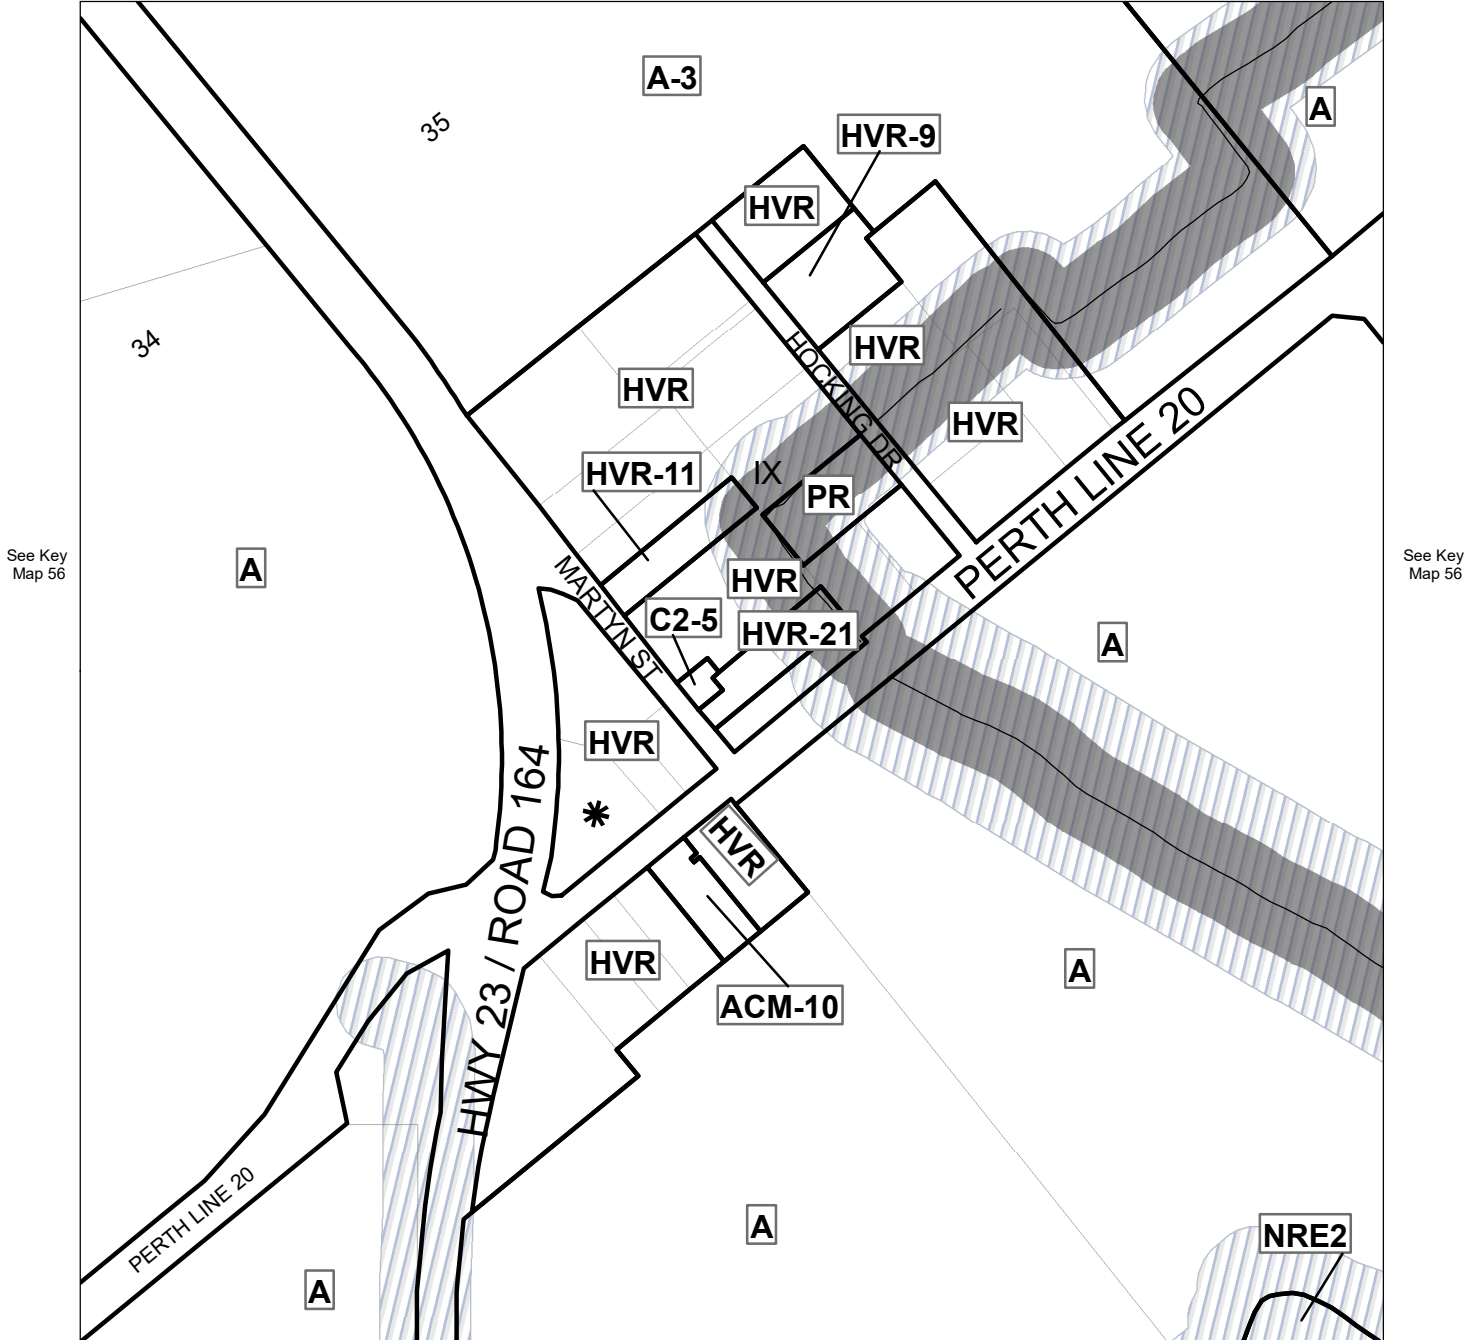 A-3
35
A
HVR-9
HVR
34
HOCKING DR
HVR
HVR
HVR
PERTH LINE 20
HVR-11
IX
PR
See Key
Map 56
A
See Key
Map 56
MARTYN ST
HVR
C2-5
HVR-21
A
HVR
*
HWY 23 / ROAD 164
HVR
HVR
A
ACM-10
PERTH LINE 20
A
A
NRE2